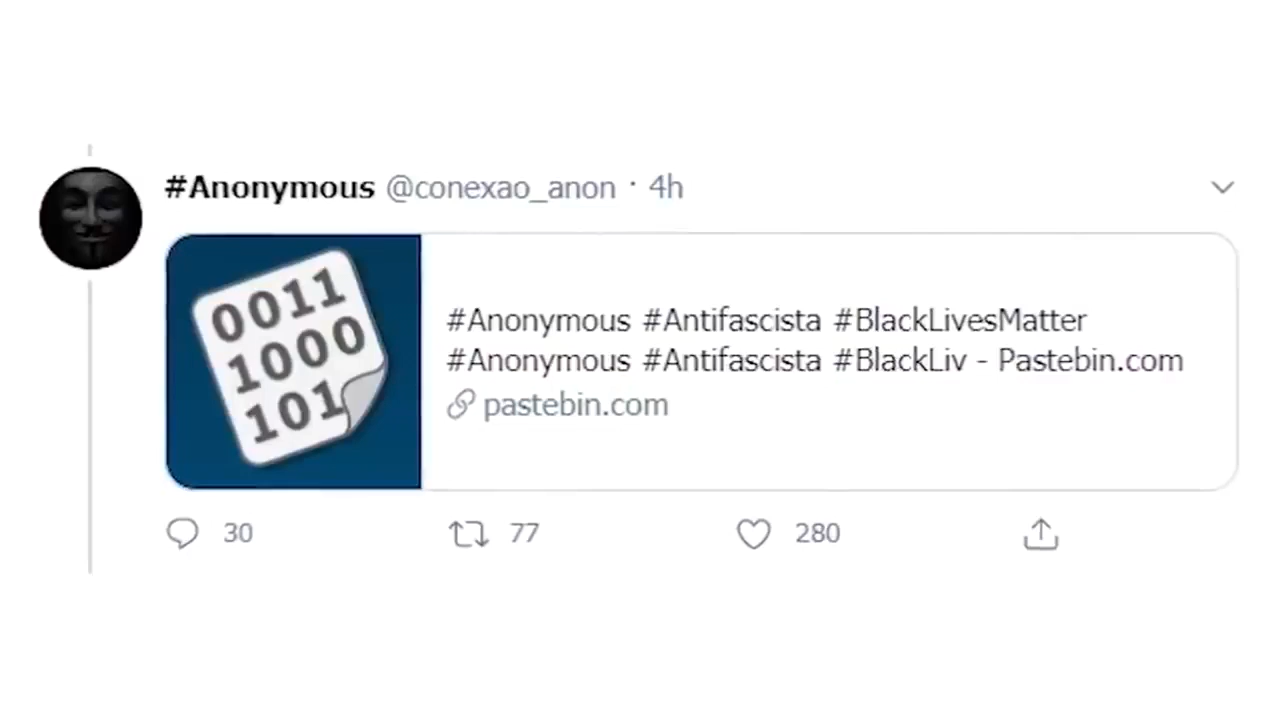 #Anonymous @conexao_anon · 4h
0011
1000
101
#Anonymous #Antifascista #BlackLivesMatter
#Anonymous #Antifascista #BlackLiv - Pastebin.com
pastebin.com
30 77 280